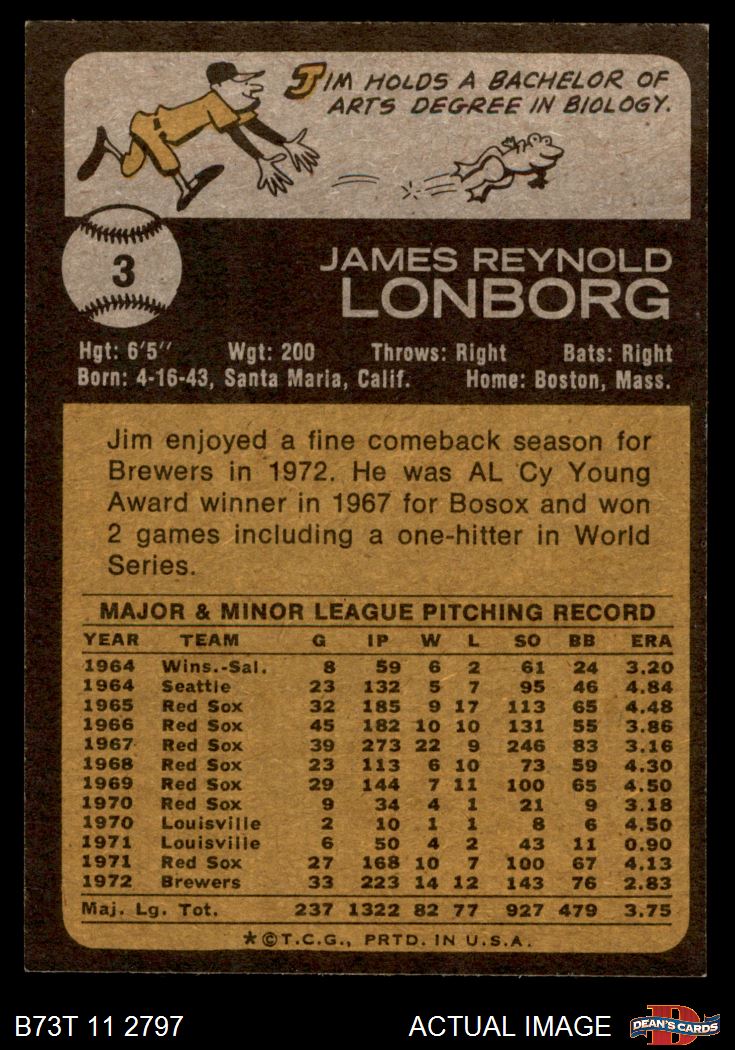 JIM HOLDS A BACHELOR OF
ARTS DEGREE IN BIOLOGY.
3
JAMES REYNOLD
LONBORG
Hgt: 6'5" Wgt: 200 Throws: Right Bats: Right
Born: 4-16-43, Santa Maria, Calif. Home: Boston, Mass.
Jim enjoyed a fine comeback season for
Brewers in 1972. He was AL Cy Young
Award winner in 1967 for Bosox and won
2 games including a one-hitter in World
Series.
MAJOR & MINOR LEAGUE PITCHING RECORD
YEAR TEAM G IP W L SO BB ERA
1964 Wins.-Sal. 8 59 6 2 61 24 3.20
1964 Seattle 23 132 5 7 95 46 4.84
1965 Red Sox 32 185 9 17 113 65 4.48
1966 Red Sox 45 182 10 10 131 55 3.86
1967 Red Sox 39 273 22 9 246 83 3.16
1968 Red Sox 23 113 6 10 73 59 4.30
1969 Red Sox 29 144 7 11 100 65 4.50
1970 Red Sox 9 34 4 1 21 9 3.18
1970 Louisville 2 10 1 1 8 6 4.50
1971 Louisville 6 50 4 2 43 11 0.90
1971 Red Sox 27 168 10 7 100 67 4.13
1972 Brewers 33 223 14 12 143 76 2.83
Maj. Lg. Tot. 237 1322 82 77 927 479 3.75
★©T.C.G., PRTD. IN U.S.A.
B73T 11 2797 ACTUAL IMAGE D DEAN'S CARDS